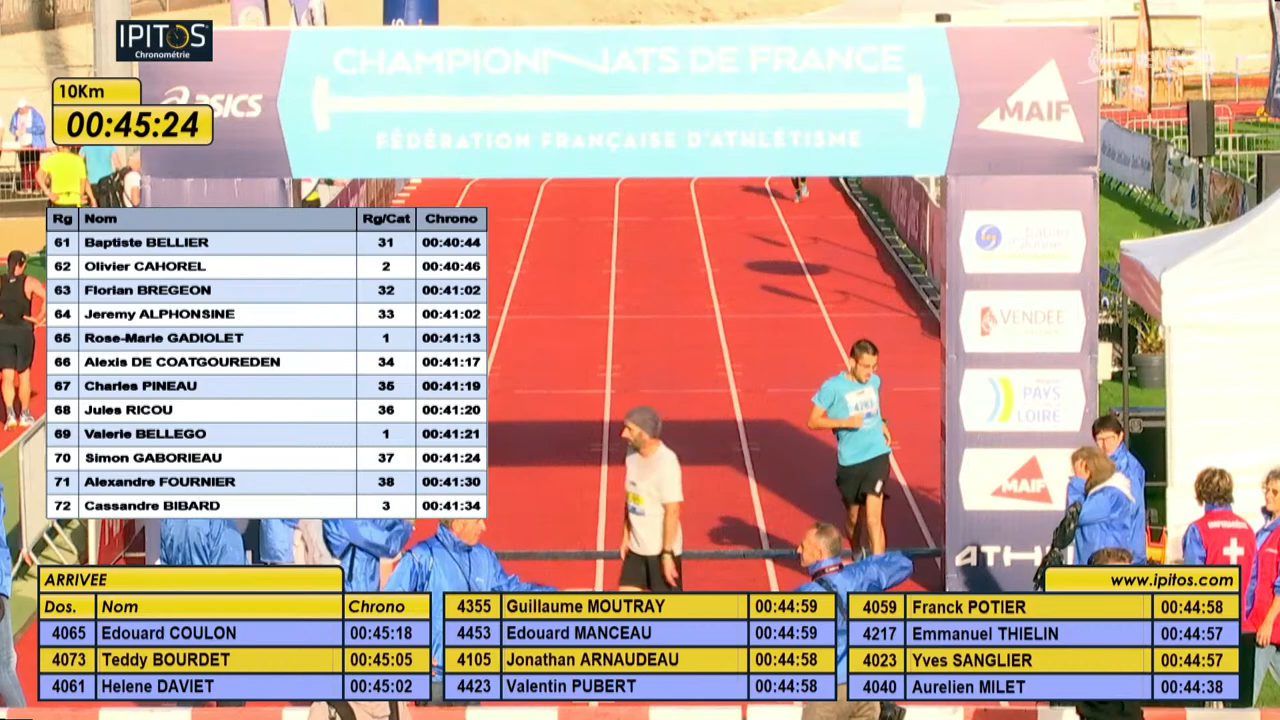 IPITOS
Chronométrie
10Km
00:45:24
asics
CHAMPIONNATS DE FRANCE
FÉDÉRATION FRANÇAISE D'ATHLÉTISME
MAIF
Rg Nom Rg/Cat Chrono
61 Baptiste BELLIER 31 00:40:44
62 Olivier CAHOREL 2 00:40:46
63 Florian BREGEON 32 00:41:02
64 Jeremy ALPHONSINE 33 00:41:02
65 Rose-Marie GADIOLET 1 00:41:13
66 Alexis DE COATGOUREDEN 34 00:41:17
67 Charles PINEAU 35 00:41:19
68 Jules RICOU 36 00:41:20
69 Valerie BELLEGO 1 00:41:21
70 Simon GABORIEAU 37 00:41:24
71 Alexandre FOURNIER 38 00:41:30
72 Cassandre BIBARD 3 00:41:34
VENDÉE
PAYS
LOIRE
MAIF
ATH
INFIRMIÈRE
ARRIVEE
www.ipitos.com
Dos. Nom Chrono
4065 Edouard COULON 00:45:18
4073 Teddy BOURDET 00:45:05
4061 Helene DAVIET 00:45:02
4355 Guillaume MOUTRAY 00:44:59
4453 Edouard MANCEAU 00:44:59
4105 Jonathan ARNAUDEAU 00:44:58
4423 Valentin PUBERT 00:44:58
4059 Franck POTIER 00:44:58
4217 Emmanuel THIELIN 00:44:57
4023 Yves SANGLIER 00:44:57
4040 Aurelien MILET 00:44:38